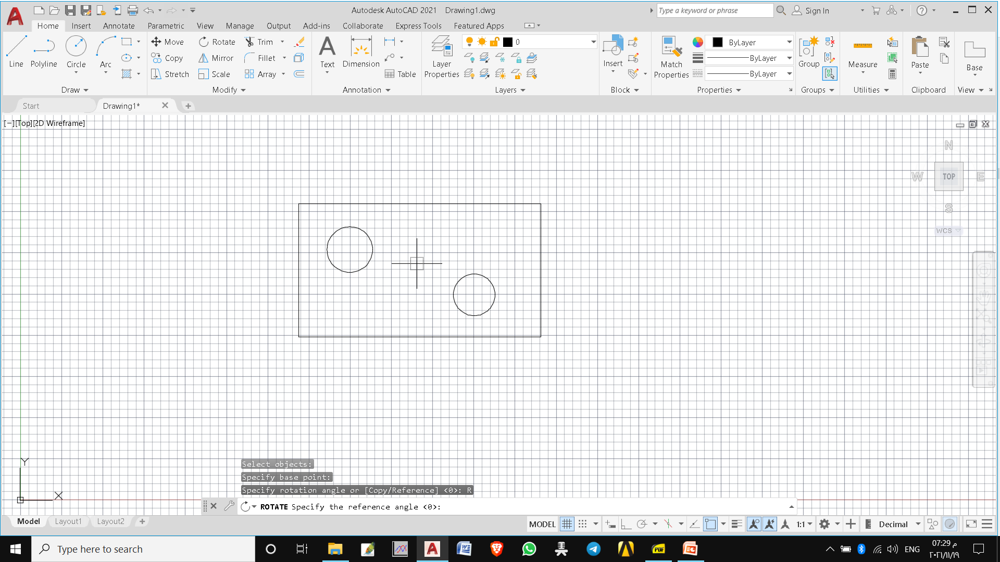 Autodesk AutoCAD 2021 Drawing1.dwg
Type a keyword or phrase
Sign In
Home Insert Annotate Parametric View Manage Output Add-ins Collaborate Express Tools Featured Apps
Line Polyline Circle Arc
Move Rotate Trim
Copy Mirror Fillet
Stretch Scale Array
Text Dimension Table
Layer Properties
0
Insert
Match Properties
ByLayer
ByLayer
ByLayer
Group
Measure
Paste
Base
Draw Modify Annotation Layers Block Properties Groups Utilities Clipboard View
Start Drawing1*
[−][Top][2D Wireframe]
N
W TOP E
S
WCS
Y
X
Select objects:
Specify base point:
Specify rotation angle or [Copy/Reference] <0>: R
ROTATE Specify the reference angle <0>:
Model Layout1 Layout2
MODEL 1:1 Decimal
Type here to search
PDF
ENG
07:29 م
٢٠٢١/١١/١٩